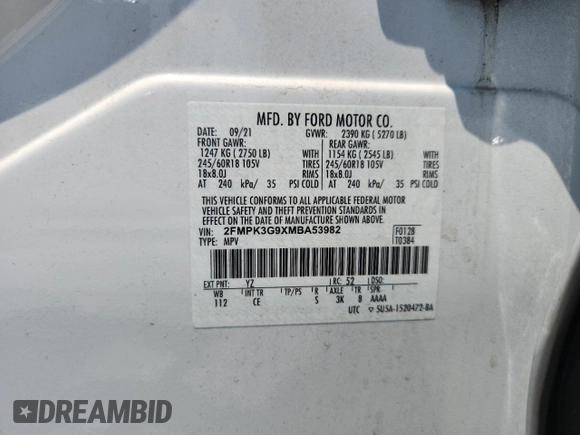 MFD. BY FORD MOTOR CO.
DATE: 09/21 GVWR: 2390 KG ( 5270 LB)
FRONT GAWR: REAR GAWR:
1247 KG ( 2750 LB) 1154 KG ( 2545 LB)
245/60R18 105V TIRES 245/60R18 105V TIRES
18x8.0J RIMS 18x8.0J RIMS
AT 240 kPa/ 35 PSI COLD AT 240 kPa/ 35 PSI COLD
THIS VEHICLE CONFORMS TO ALL APPLICABLE FEDERAL MOTOR
VEHICLE SAFETY AND THEFT PREVENTION STANDARDS IN EFFECT ON
THE DATE OF MANUFACTURE SHOWN ABOVE.
VIN: 2FMPK3G9XMBA53982 F0128
TYPE: MPV T0384
EXT PNT: YZ RC: 52
WB INT TR TP/PS R AXLE TR SPR
112 CE S 3K 8 AAAA
UTC ▽ 5U5A-1520472-BA
DREAMBID